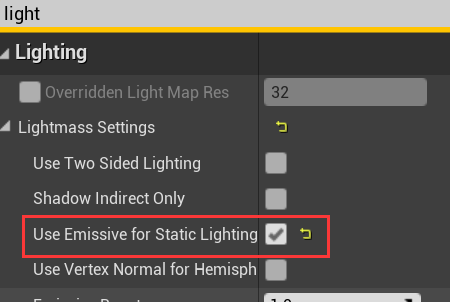 light
Lighting
Overridden Light Map Res
32
Lightmass Settings
Use Two Sided Lighting
Shadow Indirect Only
Use Emissive for Static Lighting
Use Vertex Normal for Hemisph